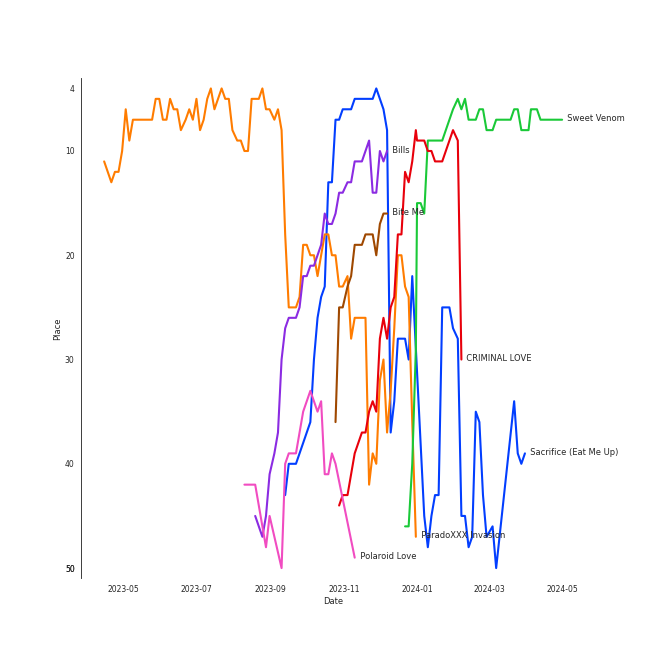 4
Sweet Venom
10
Bills
Bite Me
20
Place
30
CRIMINAL LOVE
40
Sacrifice (Eat Me Up)
ParadoXXX Invasion
Polaroid Love
50
2023-05
2023-07
2023-09
2023-11
2024-01
2024-03
2024-05
Date